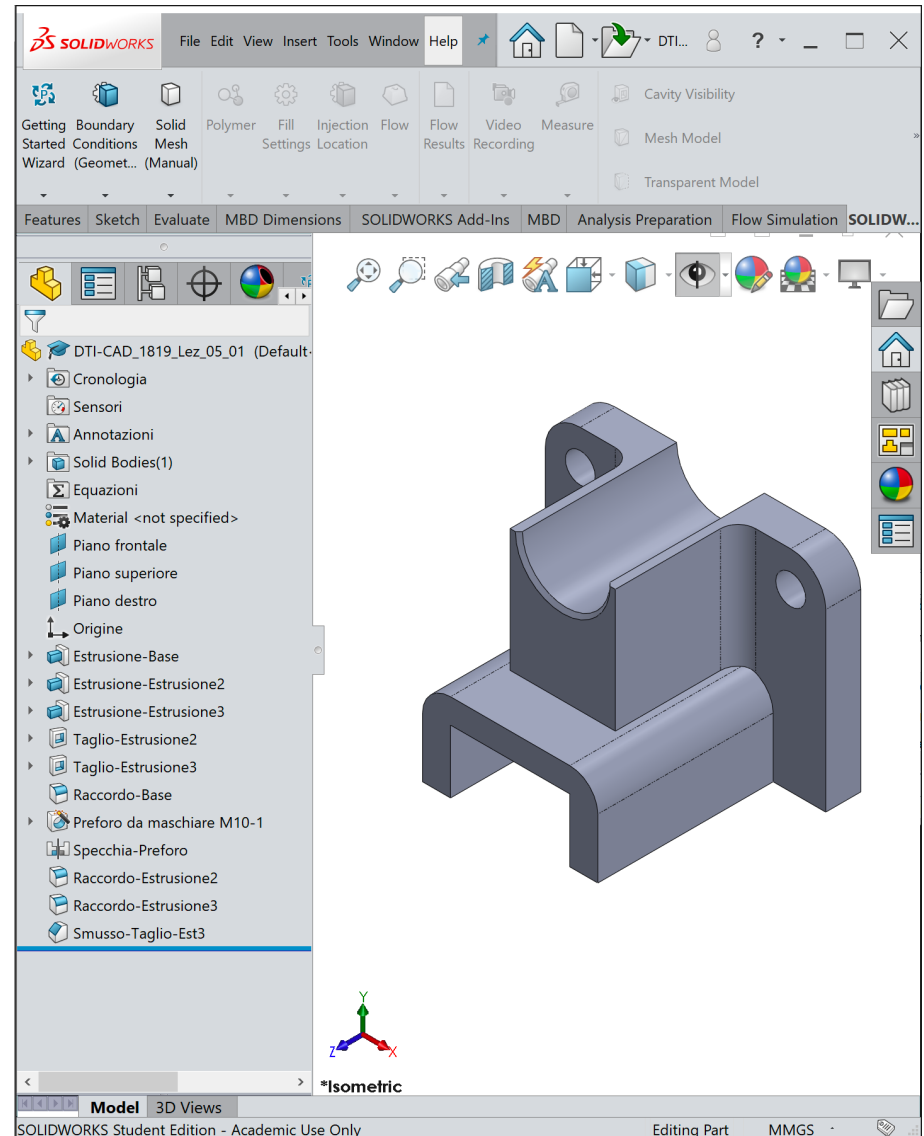 SOLIDWORKS File Edit View Insert Tools Window Help DTI... ? 
Getting Boundary Solid Polymer Fill Injection Flow Flow Video Measure Cavity Visibility
Started Conditions Mesh Settings Location Results Recording Mesh Model »
Wizard (Geomet... (Manual) Transparent Model
Features Sketch Evaluate MBD Dimensions SOLIDWORKS Add-Ins MBD Analysis Preparation Flow Simulation SOLIDW...
DTI-CAD_1819_Lez_05_01 (Default-
Cronologia
Sensori
Annotazioni
Solid Bodies(1)
Equazioni
Material <not specified>
Piano frontale
Piano superiore
Piano destro
Origine
Estrusione-Base
Estrusione-Estrusione2
Estrusione-Estrusione3
Taglio-Estrusione2
Taglio-Estrusione3
Raccordo-Base
Preforo da maschiare M10-1
Specchia-Preforo
Raccordo-Estrusione2
Raccordo-Estrusione3
Smusso-Taglio-Est3
Y
Z X
*Isometric
Model 3D Views
SOLIDWORKS Student Edition - Academic Use Only Editing Part MMGS -